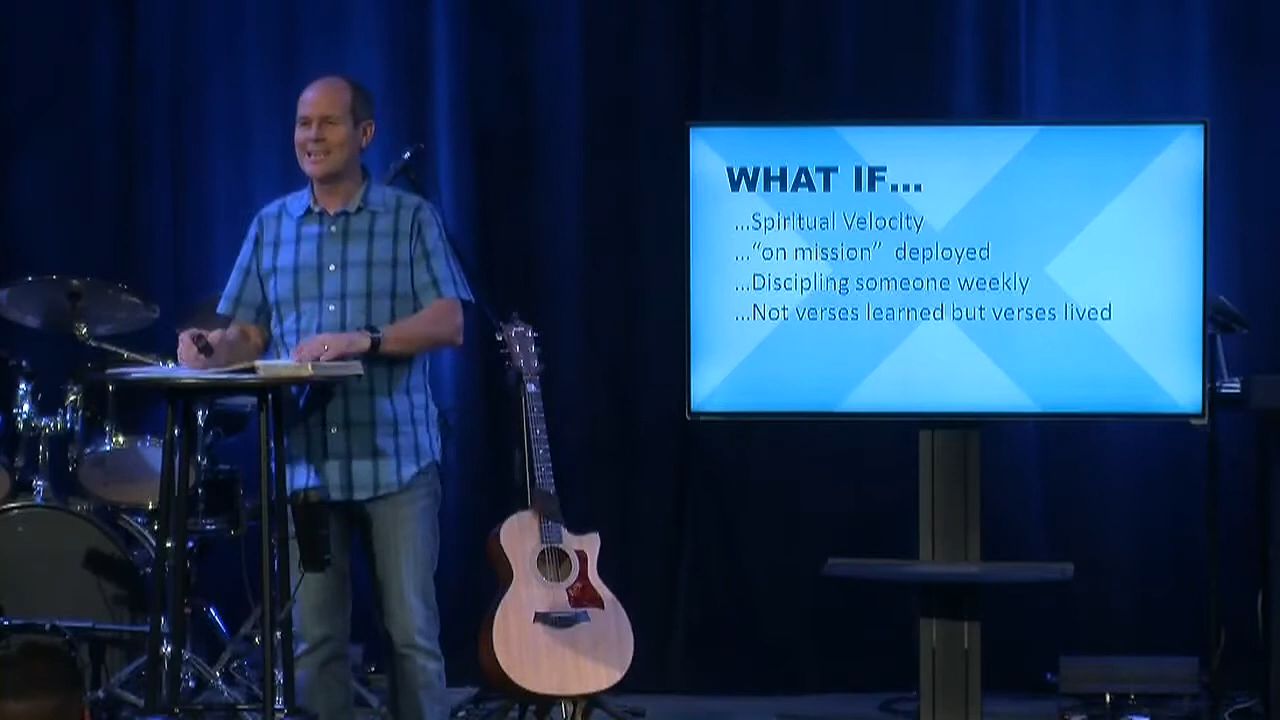 WHAT IF...
...Spiritual Velocity
..."on mission" deployed
...Discipling someone weekly
...Not verses learned but verses lived